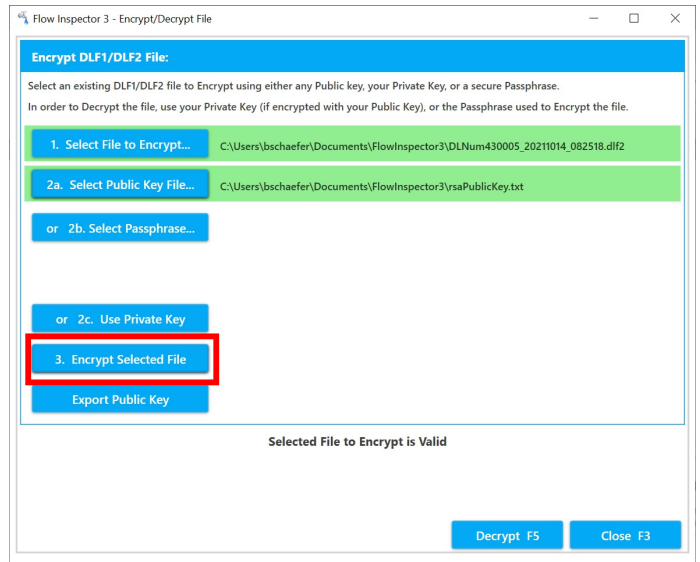 Flow Inspector 3 - Encrypt/Decrypt File
Encrypt DLF1/DLF2 File:
Select an existing DLF1/DLF2 file to Encrypt using either any Public key, your Private Key, or a secure Passphrase.
In order to Decrypt the file, use your Private Key (if encrypted with your Public Key), or the Passphrase used to Encrypt the file.
1. Select File to Encrypt...
C:\Users\bschaefer\Documents\FlowInspector3\DLNum430005_20211014_082518.dlf2
2a. Select Public Key File...
C:\Users\bschaefer\Documents\FlowInspector3\rsaPublicKey.txt
or 2b. Select Passphrase...
or 2c. Use Private Key
3. Encrypt Selected File
Export Public Key
Selected File to Encrypt is Valid
Decrypt F5
Close F3